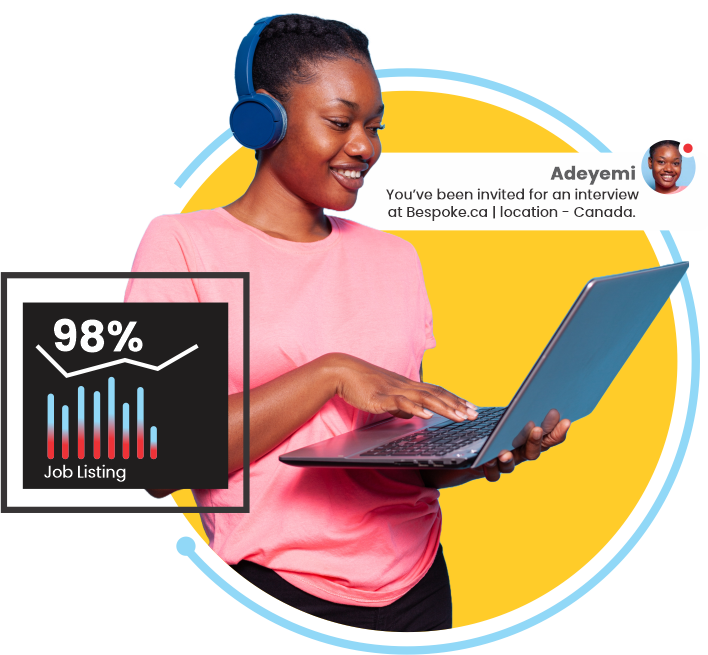 Adeyemi
You’ve been invited for an interview
at Bespoke.ca | location - Canada.
98%
Job Listing